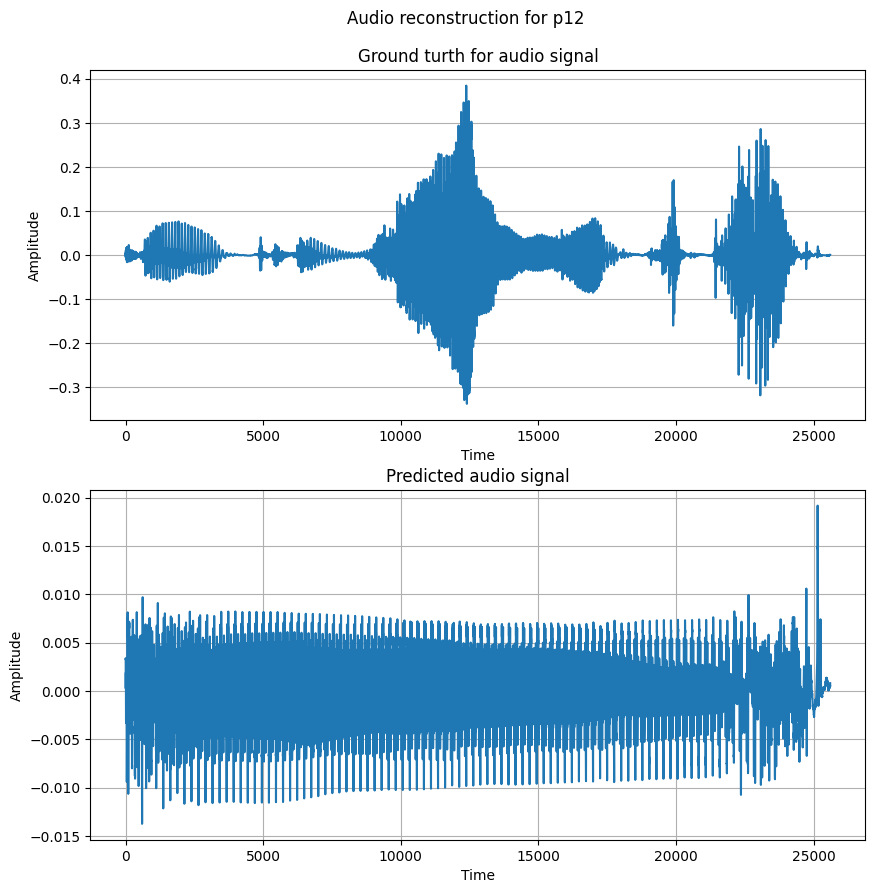 Audio reconstruction for p12
Ground turth for audio signal
0.4
0.3
0.2
0.1
0.0
−0.1
−0.2
−0.3
Amplitude
0 5000 10000 15000 20000 25000
Time
Predicted audio signal
0.020
0.015
0.010
0.005
0.000
−0.005
−0.010
−0.015
Amplitude
0 5000 10000 15000 20000 25000
Time